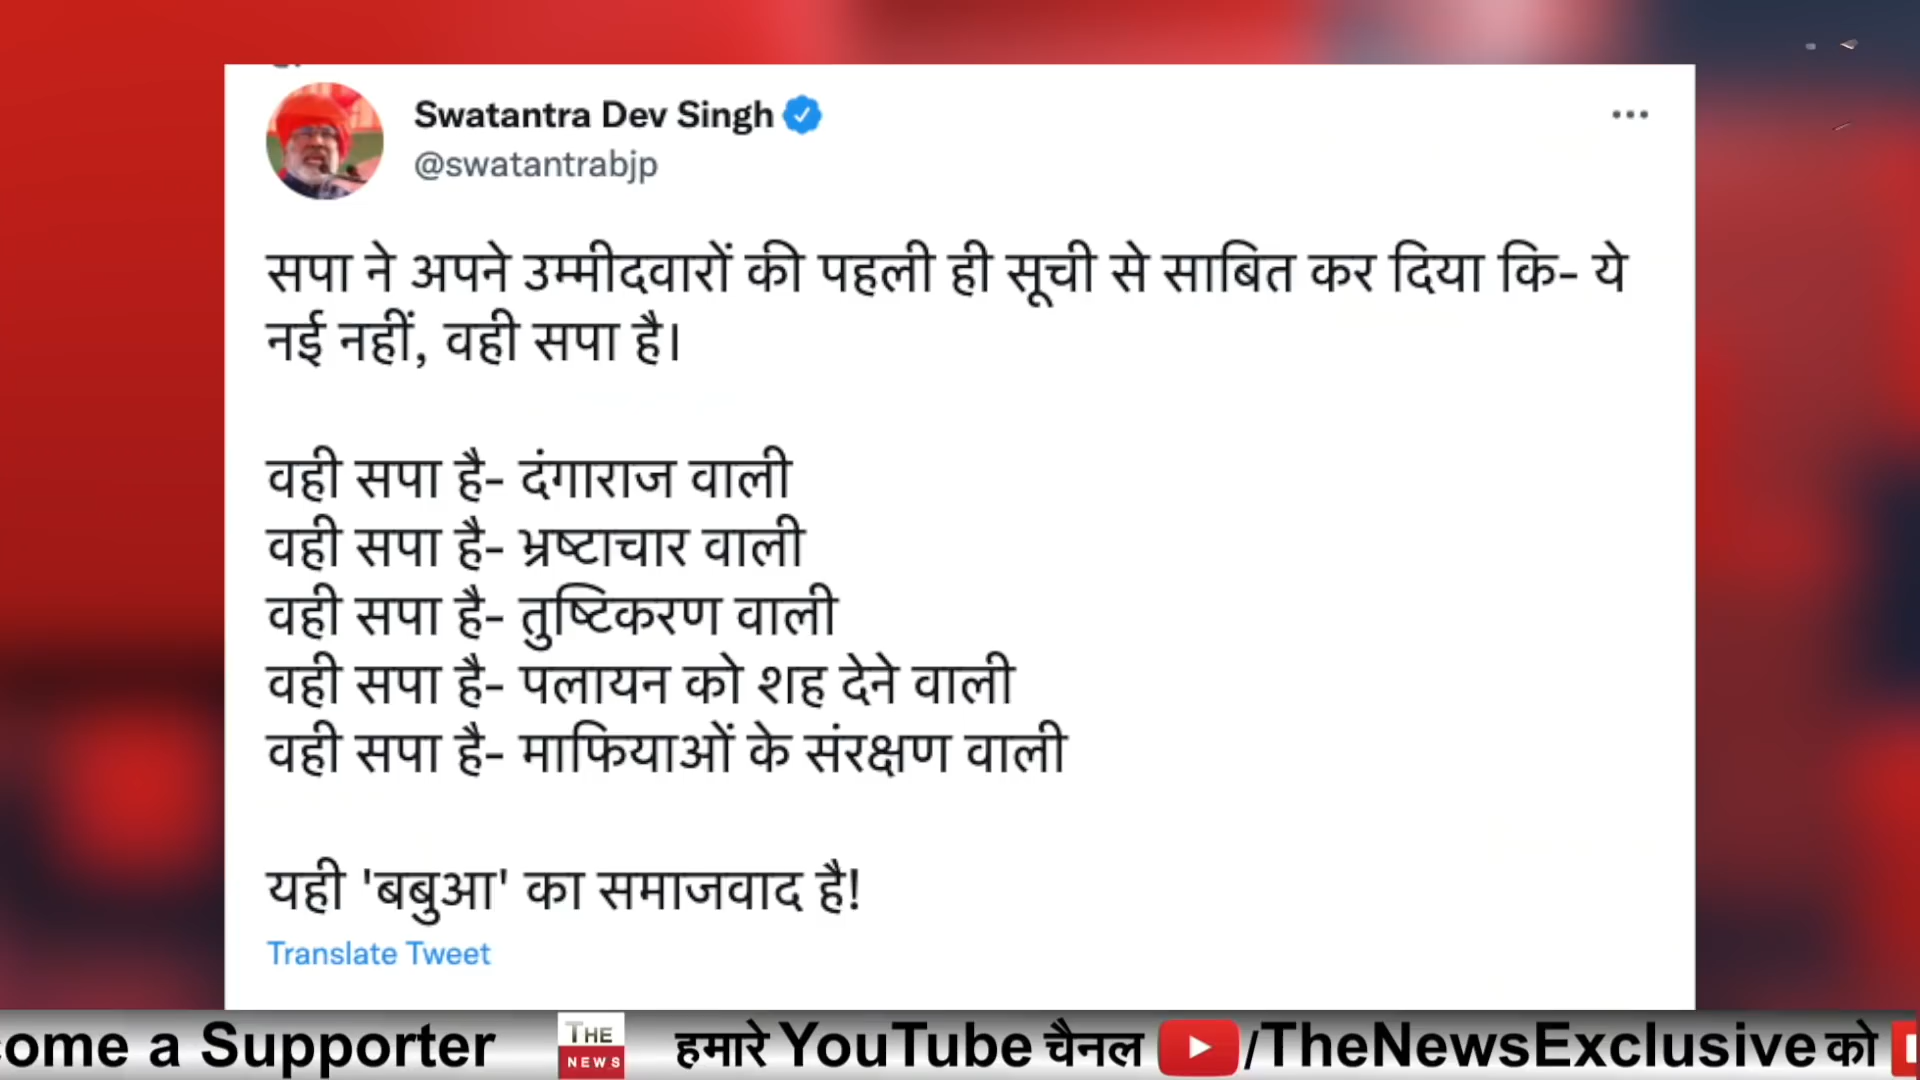 Swatantra Dev Singh
@swatantrabjp
सपा ने अपने उम्मीदवारों की पहली ही सूची से साबित कर दिया कि- ये
नई नहीं, वही सपा है।
वही सपा है- दंगाराज वाली
वही सपा है- भ्रष्टाचार वाली
वही सपा है- तुष्टिकरण वाली
वही सपा है- पलायन को शह देने वाली
वही सपा है- माफियाओं के संरक्षण वाली
यही 'बबुआ' का समाजवाद है!
Translate Tweet
ome a Supporter THE NEWS हमारे YouTube चैनल /TheNewsExclusive को